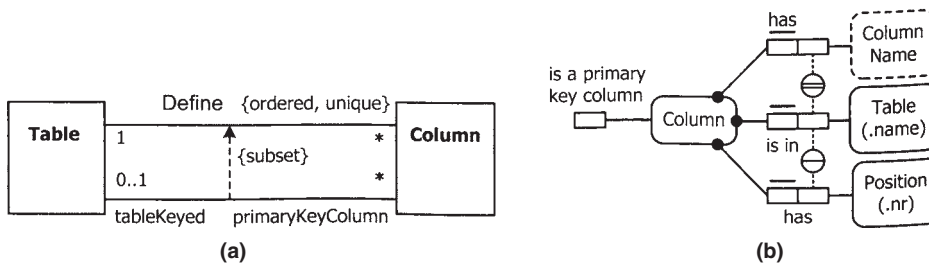 Define {ordered, unique}
Table
1
*
Column
{subset}
0..1
*
tableKeyed
primaryKeyColumn
(a)
has
Column
Name
is a primary
key column
Column
Table
(.name)
is in
Position
(.nr)
has
(b)